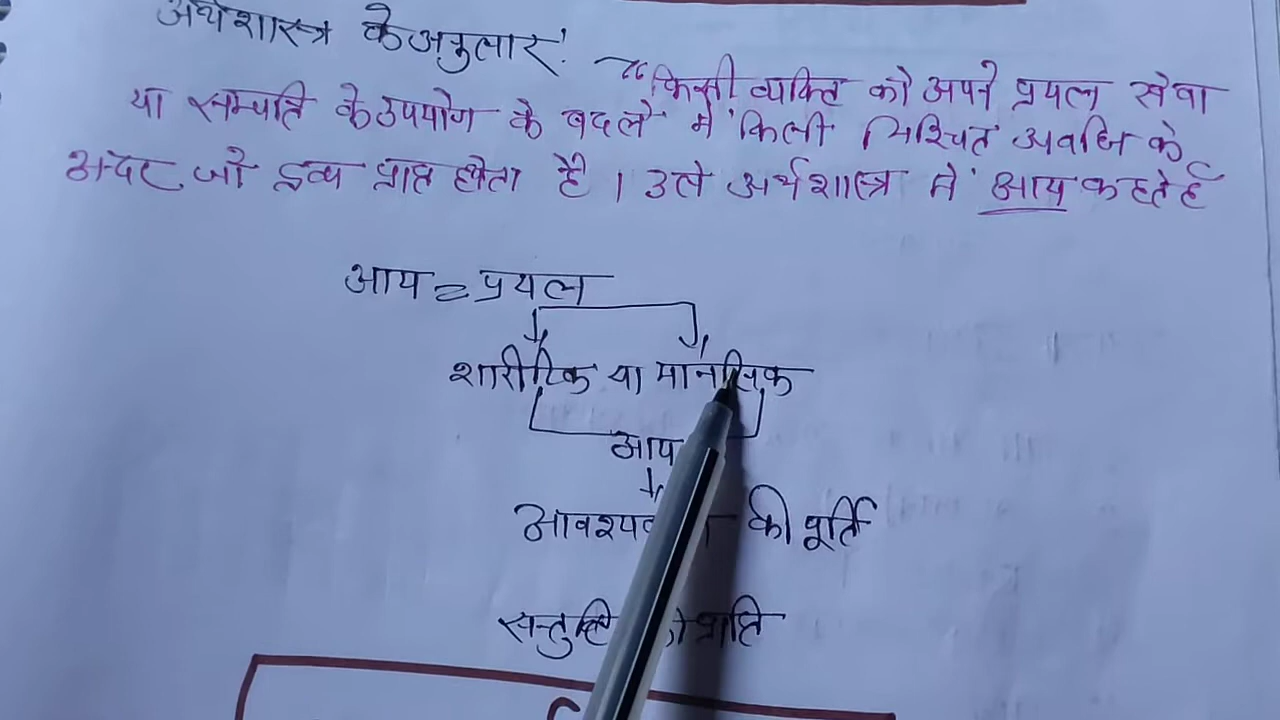 अर्थशास्त्र के अनुसार:
"किसी व्यक्ति को अपने प्रयत्न सेवा
या सम्पत्ति के उपयोग के बदले में किसी निश्चित अवधि के
अंदर जो द्रव्य प्राप्त होता है । उसे अर्थशास्त्र में आय कहते हैं
आय = प्रयत्न
शारीरिक या मानसिक
आय
की पूर्ति
प्राप्ति